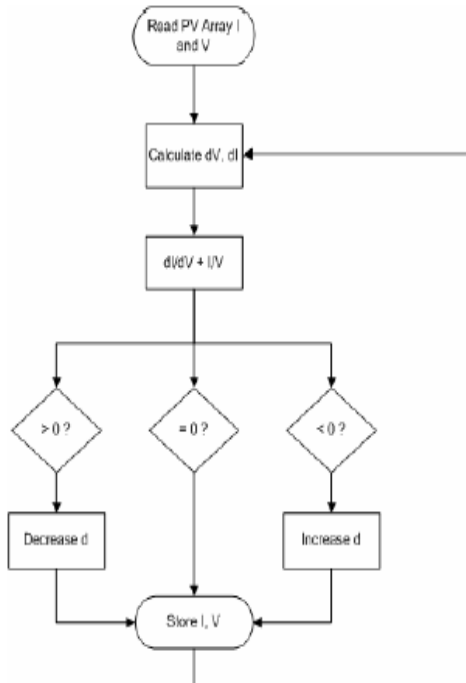 Read PV Array I
and V
Calculate dV, dI
dI/dV + I/V
> 0 ?
= 0 ?
< 0 ?
Decrease d
Increase d
Store I, V